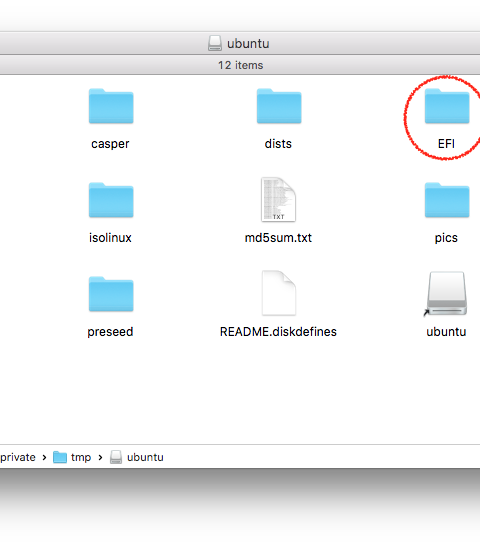 ubuntu
12 items
casper
dists
EFI
isolinux
TXT
md5sum.txt
pics
preseed
README.diskdefines
ubuntu
private › tmp › ubuntu